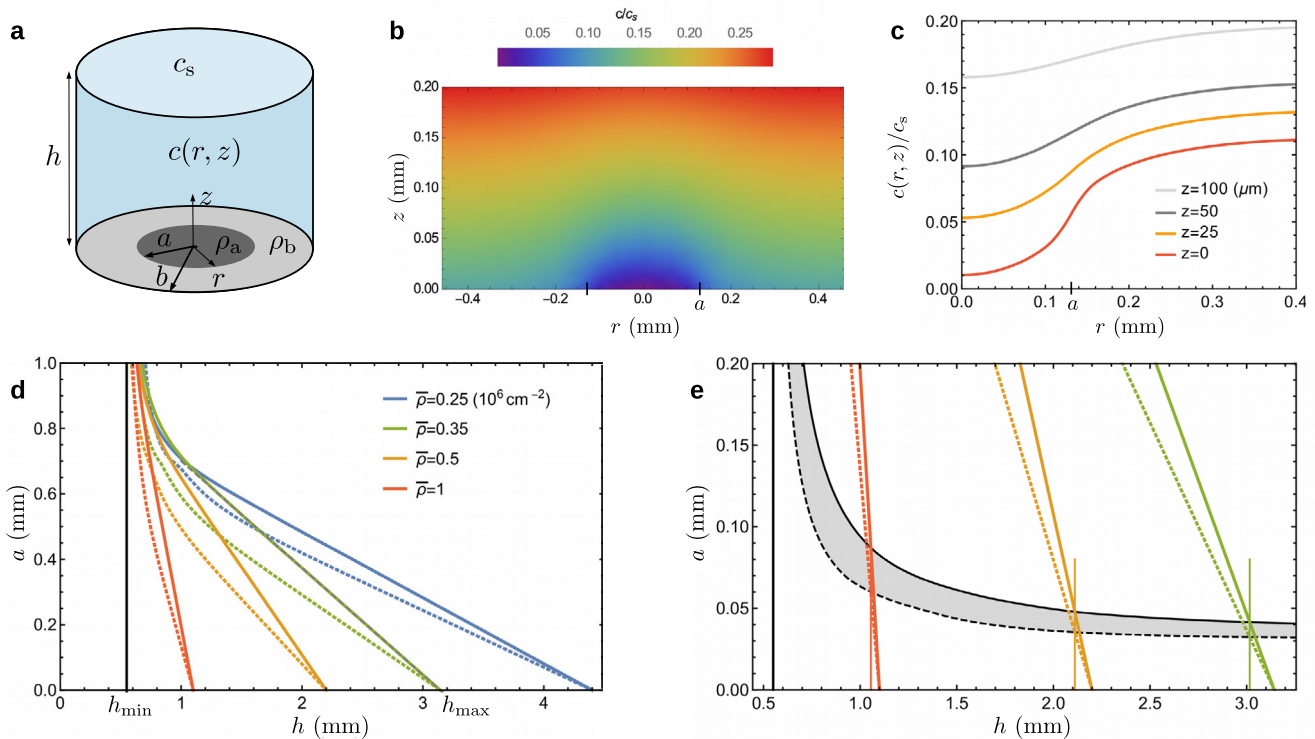 a
c_s
h
c(r, z)
z
a
ρ_a
ρ_b
b
r
b
c/c_s
0.05 0.10 0.15 0.20 0.25
0.20
0.15
0.10
0.05
0.00
z (mm)
−0.4 −0.2 0.0 a 0.2 0.4
r (mm)
c
0.20
0.15
0.10
0.05
0.00
c(r, z)/c_s
z=100 (μm)
z=50
z=25
z=0
0.0 0.1 a 0.2 0.3 0.4
r (mm)
d
1.0
0.8
0.6
0.4
0.2
0.0
a (mm)
ρ̅=0.25 (10⁶ cm⁻²)
ρ̅=0.35
ρ̅=0.5
ρ̅=1
0 1 2 3 4
h_min h_max
h (mm)
e
0.20
0.15
0.10
0.05
0.00
a (mm)
0.5 1.0 1.5 2.0 2.5 3.0
h (mm)